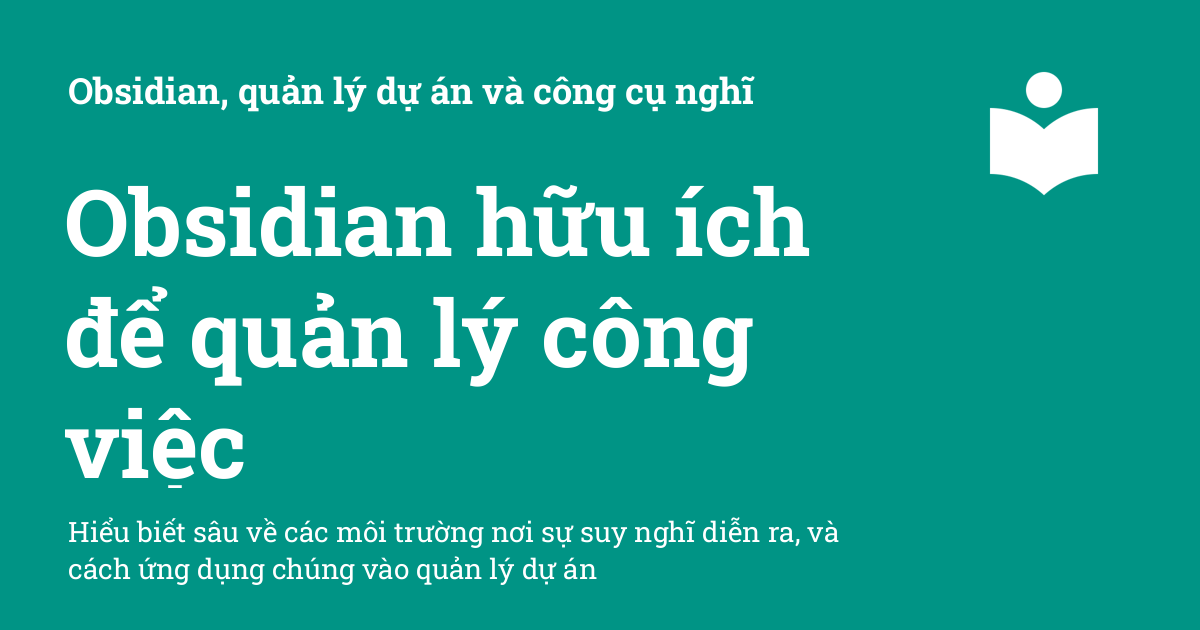 Obsidian, quản lý dự án và công cụ nghĩ
Obsidian hữu ích
để quản lý công
việc
Hiểu biết sâu về các môi trường nơi sự suy nghĩ diễn ra, và
cách ứng dụng chúng vào quản lý dự án